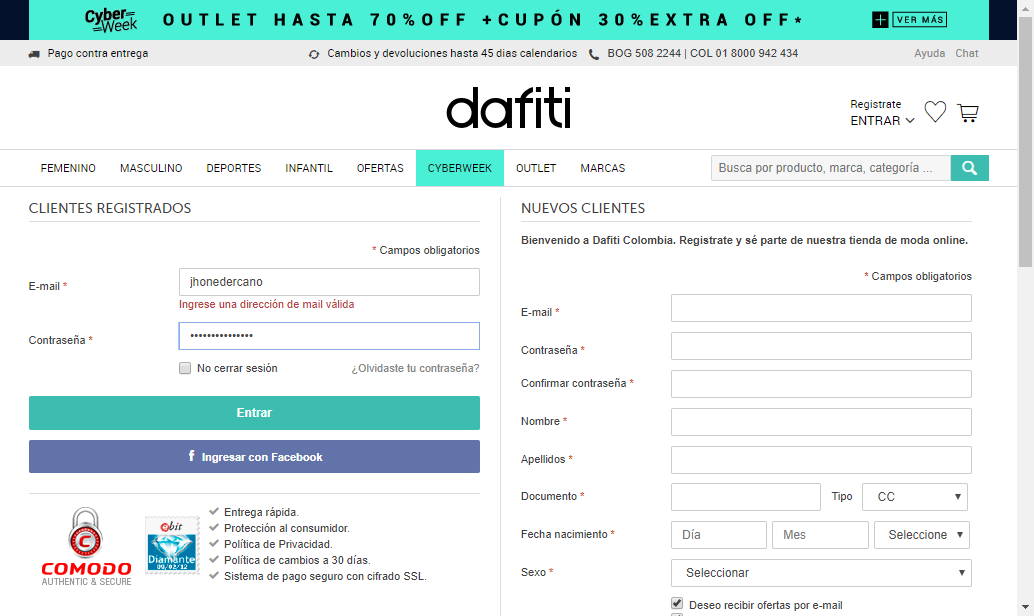 Cyber Week
OUTLET HASTA 70%OFF +CUPÓN 30%EXTRA OFF*
VER MÁS
Pago contra entrega
Cambios y devoluciones hasta 45 dias calendarios
BOG 508 2244 | COL 01 8000 942 434
Ayuda Chat
dafiti
Registrate
ENTRAR
FEMENINO MASCULINO DEPORTES INFANTIL OFERTAS CYBERWEEK OUTLET MARCAS
Busca por producto, marca, categoría ...
CLIENTES REGISTRADOS
* Campos obligatorios
E-mail *
jhonedercano
Ingrese una dirección de mail válida
Contraseña *
•••••••••••••••
No cerrar sesión
¿Olvidaste tu contraseña?
Entrar
f Ingresar con Facebook
COMODO
AUTHENTIC & SECURE
ebit
Diamante
09/02/12
Entrega rápida.
Protección al consumidor.
Política de Privacidad.
Política de cambios a 30 días.
Sistema de pago seguro con cifrado SSL.
NUEVOS CLIENTES
Bienvenido a Dafiti Colombia. Registrate y sé parte de nuestra tienda de moda online.
* Campos obligatorios
E-mail *
Contraseña *
Confirmar contraseña *
Nombre *
Apellidos *
Documento *
Tipo CC
Fecha nacimiento * Día Mes Seleccione
Sexo * Seleccionar
Deseo recibir ofertas por e-mail